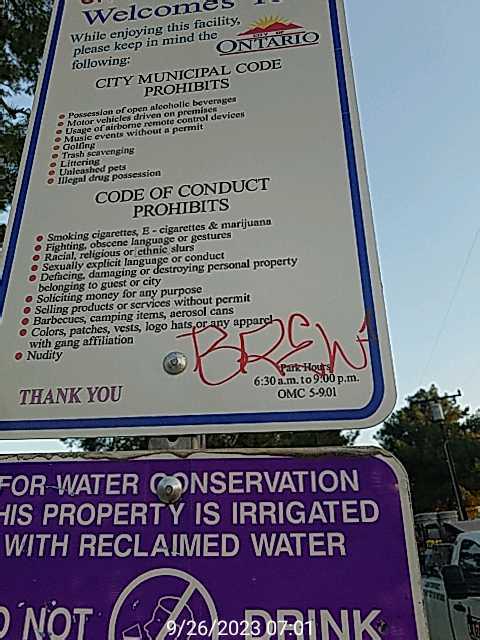 Welcomes
While enjoying this facility,
please keep in mind the
following:
CITY OF
ONTARIO
CITY MUNICIPAL CODE
PROHIBITS
Possession of open alcoholic beverages
Motor vehicles driven on premises
Usage of airborne remote control devices
Music events without a permit
Golfing
Trash scavenging
Littering
Unleashed pets
Illegal drug possession
CODE OF CONDUCT
PROHIBITS
Smoking cigarettes, E - cigarettes & marijuana
Fighting, obscene language or gestures
Racial, religious or ethnic slurs
Sexually explicit language or conduct
Defacing, damaging or destroying personal property
belonging to guest or city
Soliciting money for any purpose
Selling products or services without permit
Barbecues, camping items, aerosol cans
Colors, patches, vests, logo hats or any apparel
with gang affiliation
Nudity
BREW
Park Hours
6:30 a.m. to 9:00 p.m.
OMC 5-9.01
THANK YOU
FOR WATER CONSERVATION
HIS PROPERTY IS IRRIGATED
WITH RECLAIMED WATER
O NOT DRINK
9/26/2023 07:01